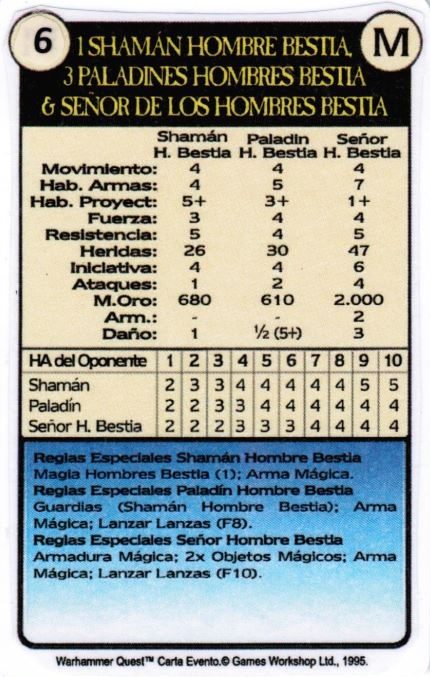 6 1 SHAMÁN HOMBRE BESTIA, M
3 PALADINES HOMBRES BESTIA
& SEÑOR DE LOS HOMBRES BESTIA
Shamán Paladin Señor
H. Bestia H. Bestia H. Bestia
Movimiento: 4 4 4
Hab. Armas: 4 5 7
Hab. Proyect: 5+ 3+ 1+
Fuerza: 3 4 4
Resistencia: 5 4 5
Heridas: 26 30 47
Iniciativa: 4 4 6
Ataques: 1 2 4
M.Oro: 680 610 2.000
Arm.: - - 2
Daño: 1 ½ (5+) 3
HA del Oponente 1 2 3 4 5 6 7 8 9 10
Shamán 2 3 3 4 4 4 4 4 5 5
Paladín 2 2 3 3 4 4 4 4 4 4
Señor H. Bestia 2 2 2 3 3 3 4 4 4 4
Reglas Especiales Shamán Hombre Bestia
Magia Hombres Bestia (1); Arma Mágica.
Reglas Especiales Paladín Hombre Bestia
Guardias (Shamán Hombre Bestia); Arma
Mágica; Lanzar Lanzas (F8).
Reglas Especiales Señor Hombre Bestia
Armadura Mágica; 2x Objetos Mágicos; Arma
Mágica; Lanzar Lanzas (F10).
Warhammer Quest™ Carta Evento.© Games Workshop Ltd., 1995.